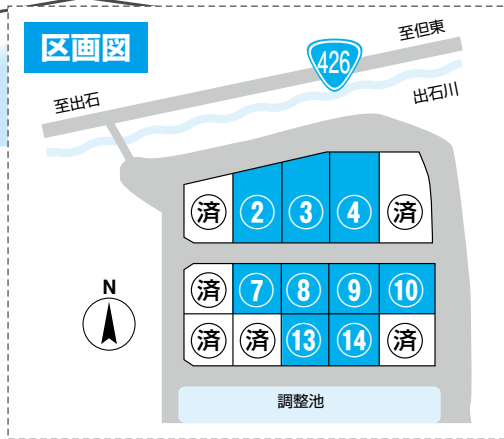 区画図
至但東
426
至出石
出石川
済 ② ③ ④ 済
済 ⑦ ⑧ ⑨ ⑩
N
済 済 ⑬ ⑭ 済
調整池